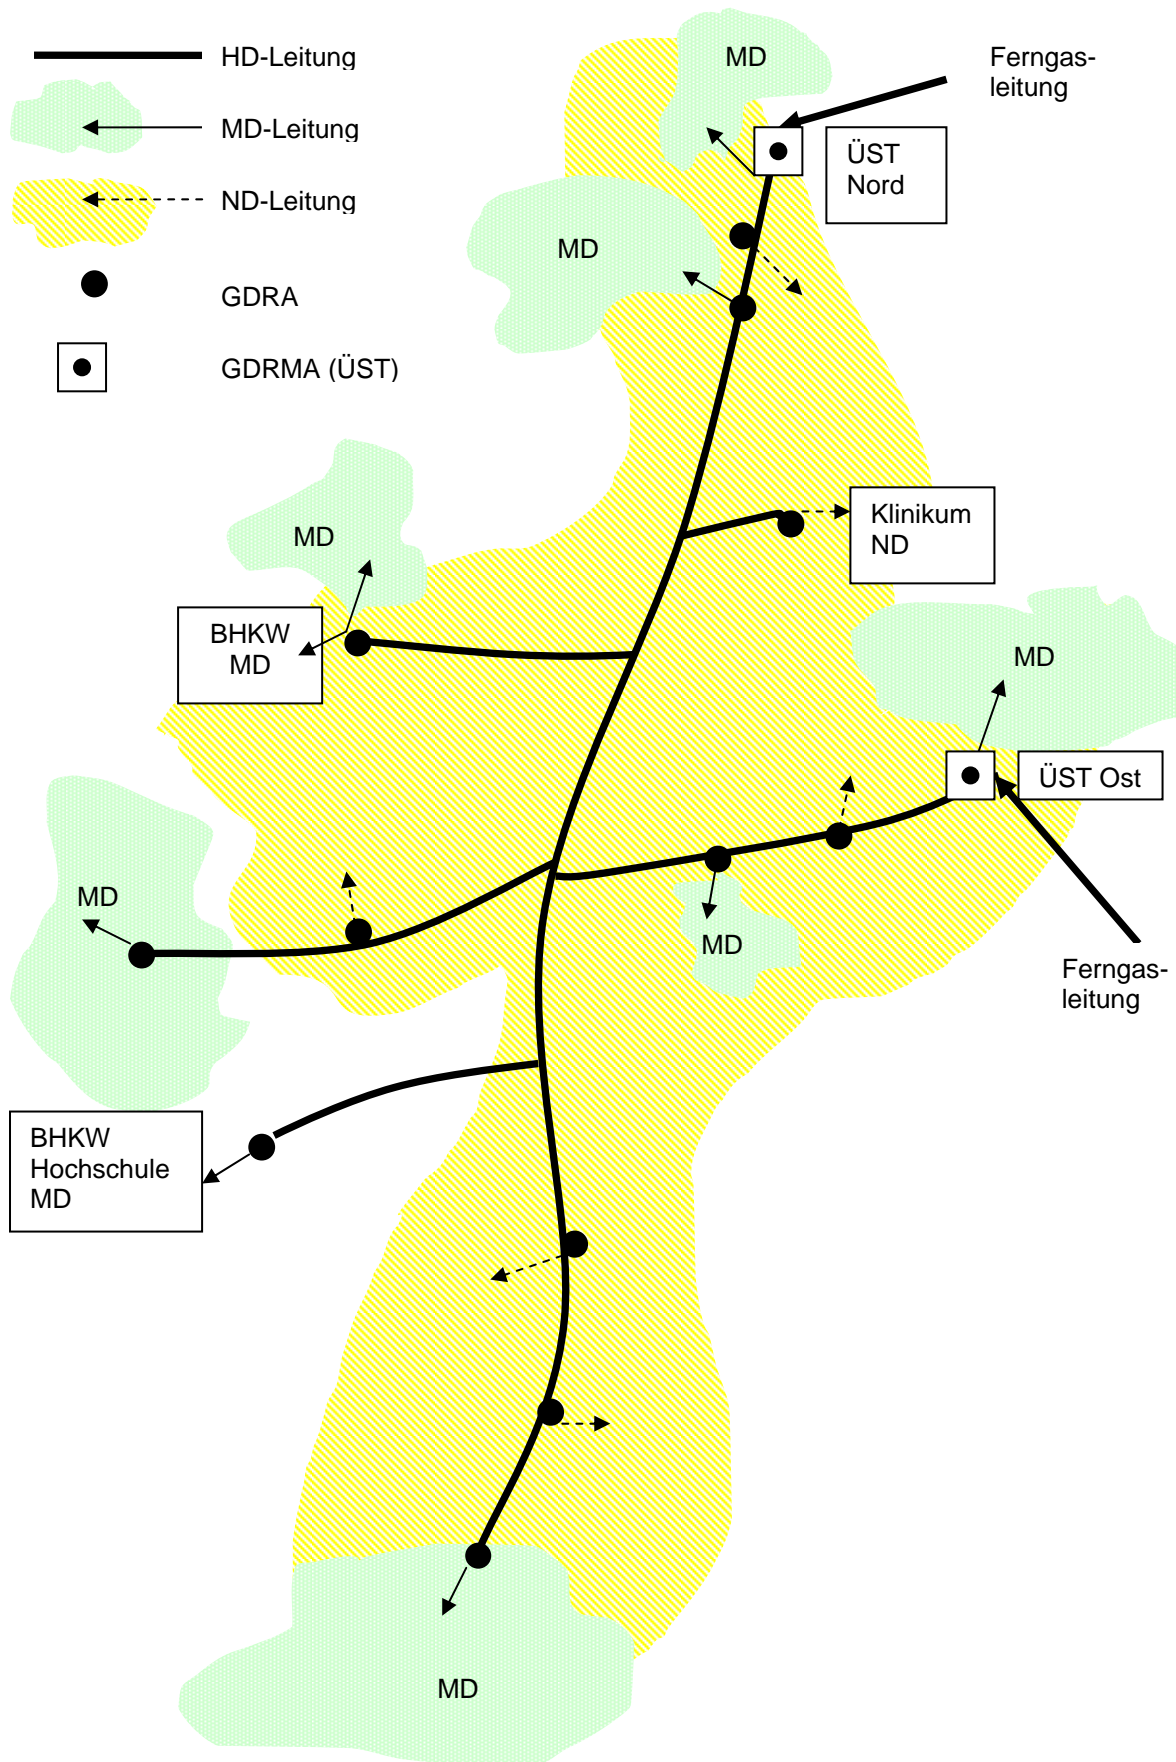 HD-Leitung
MD-Leitung
ND-Leitung
GDRA
GDRMA (ÜST)
MD
Ferngas-
leitung
ÜST
Nord
MD
MD
Klinikum
ND
BHKW
MD
MD
ÜST Ost
MD
MD
Ferngas-
leitung
BHKW
Hochschule
MD
MD